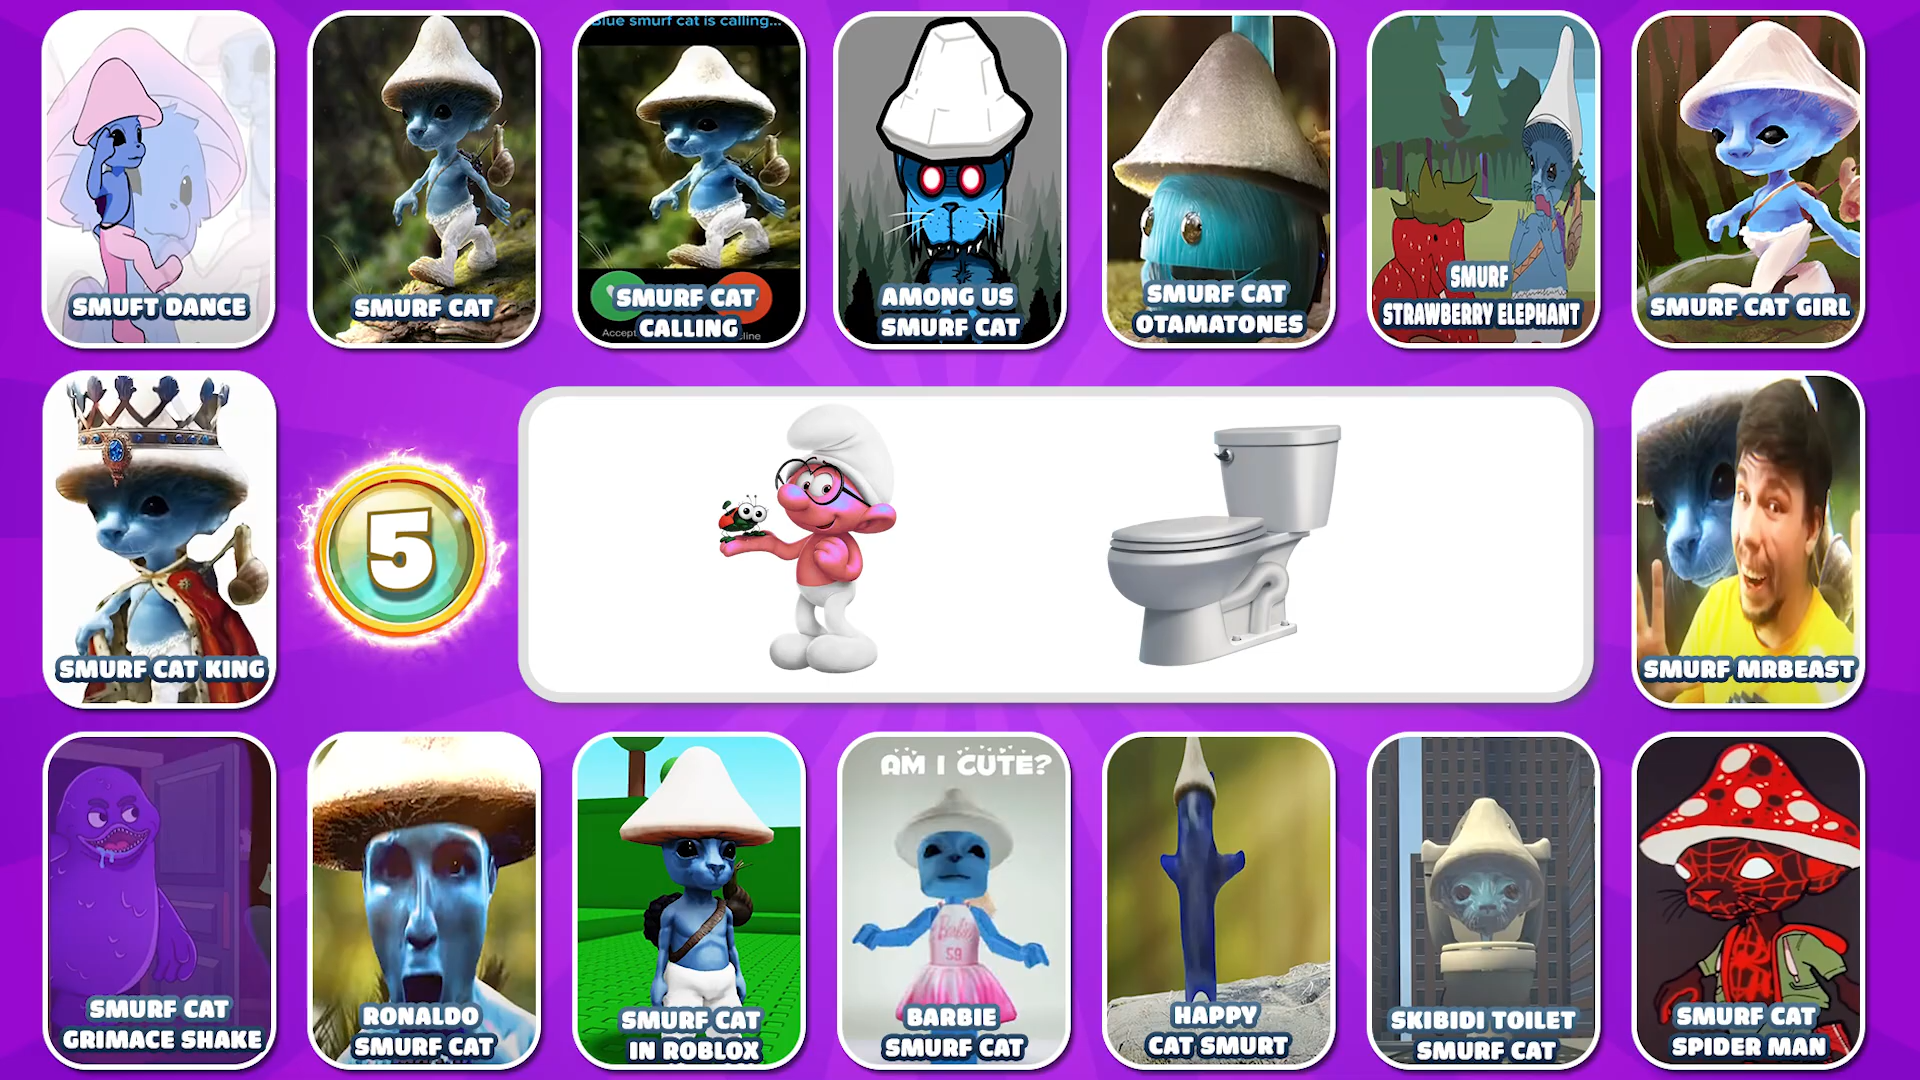 Blue smurf cat is calling...
SMUFT DANCE
SMURF CAT
SMURF CAT
CALLING
Accept
AMONG US
SMURF CAT
SMURF CAT
OTAMATONES
SMURF
STRAWBERRY ELEPHANT
SMURF CAT GIRL
SMURF CAT KING
5
SMURF MRBEAST
SMURF CAT
GRIMACE SHAKE
RONALDO
SMURF CAT
SMURF CAT
IN ROBLOX
AM I CUTE?
Barbie
59
BARBIE
SMURF CAT
HAPPY
CAT SMURT
SKIBIDI TOILET
SMURF CAT
SMURF CAT
SPIDER MAN